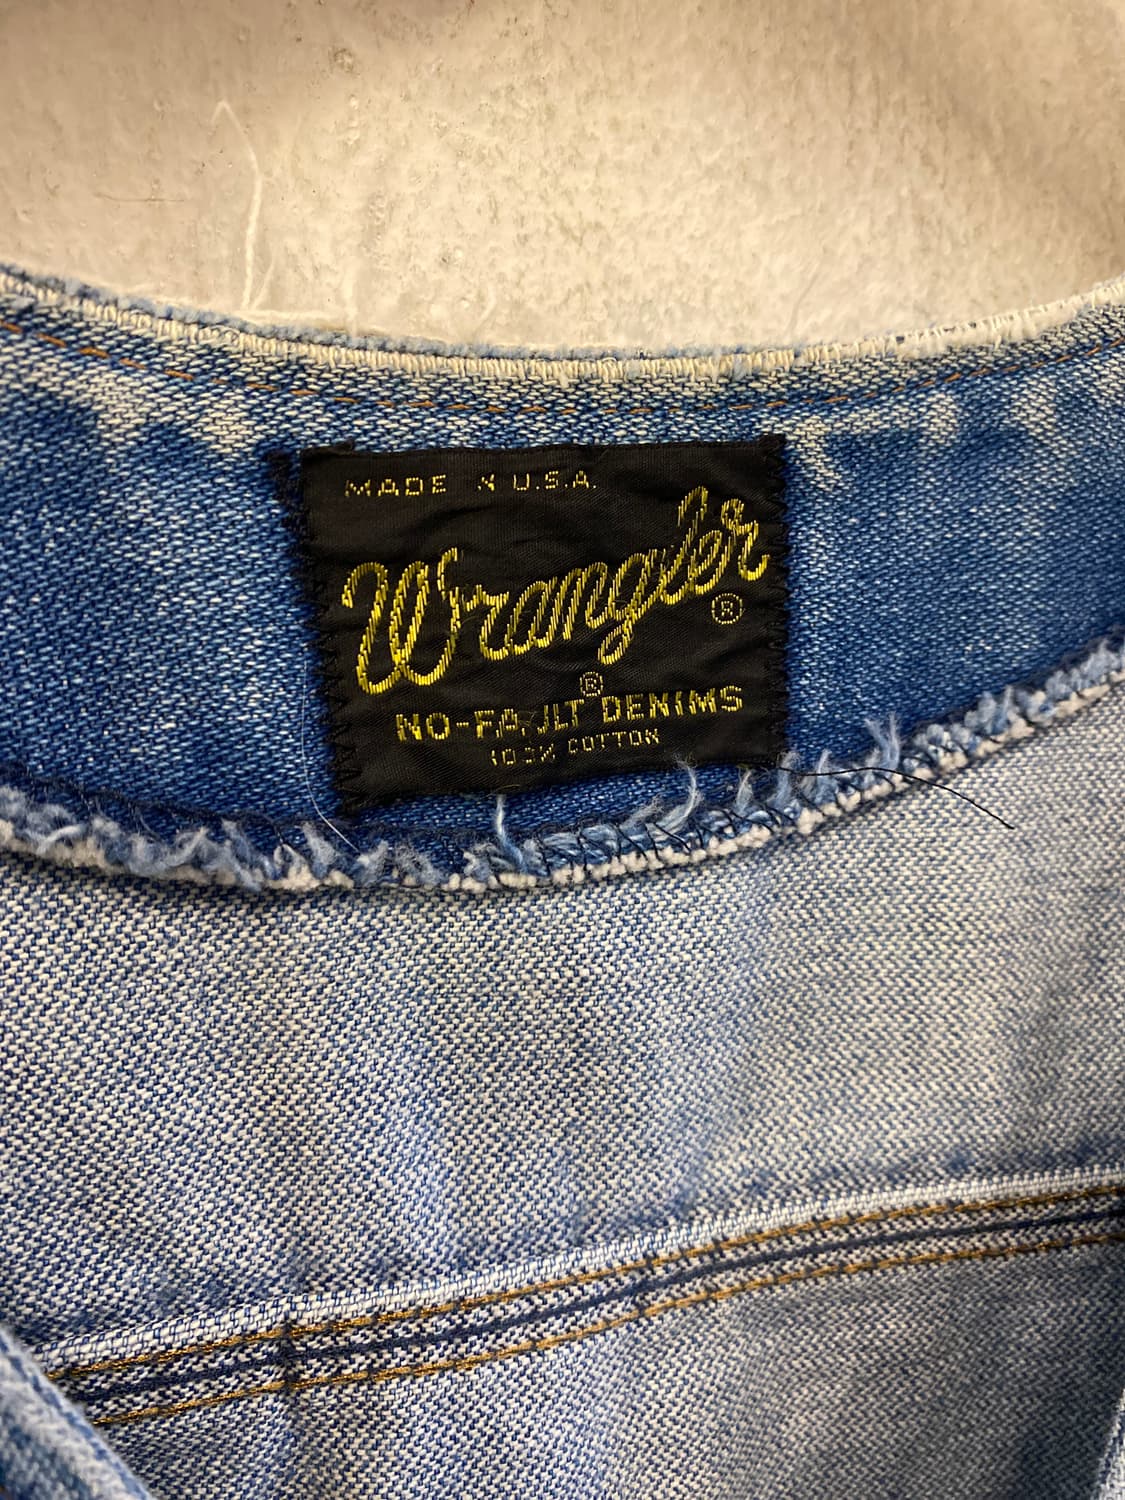 MADE IN U.S.A.
Wrangler ®
NO-FAULT ® DENIMS
100% COTTON